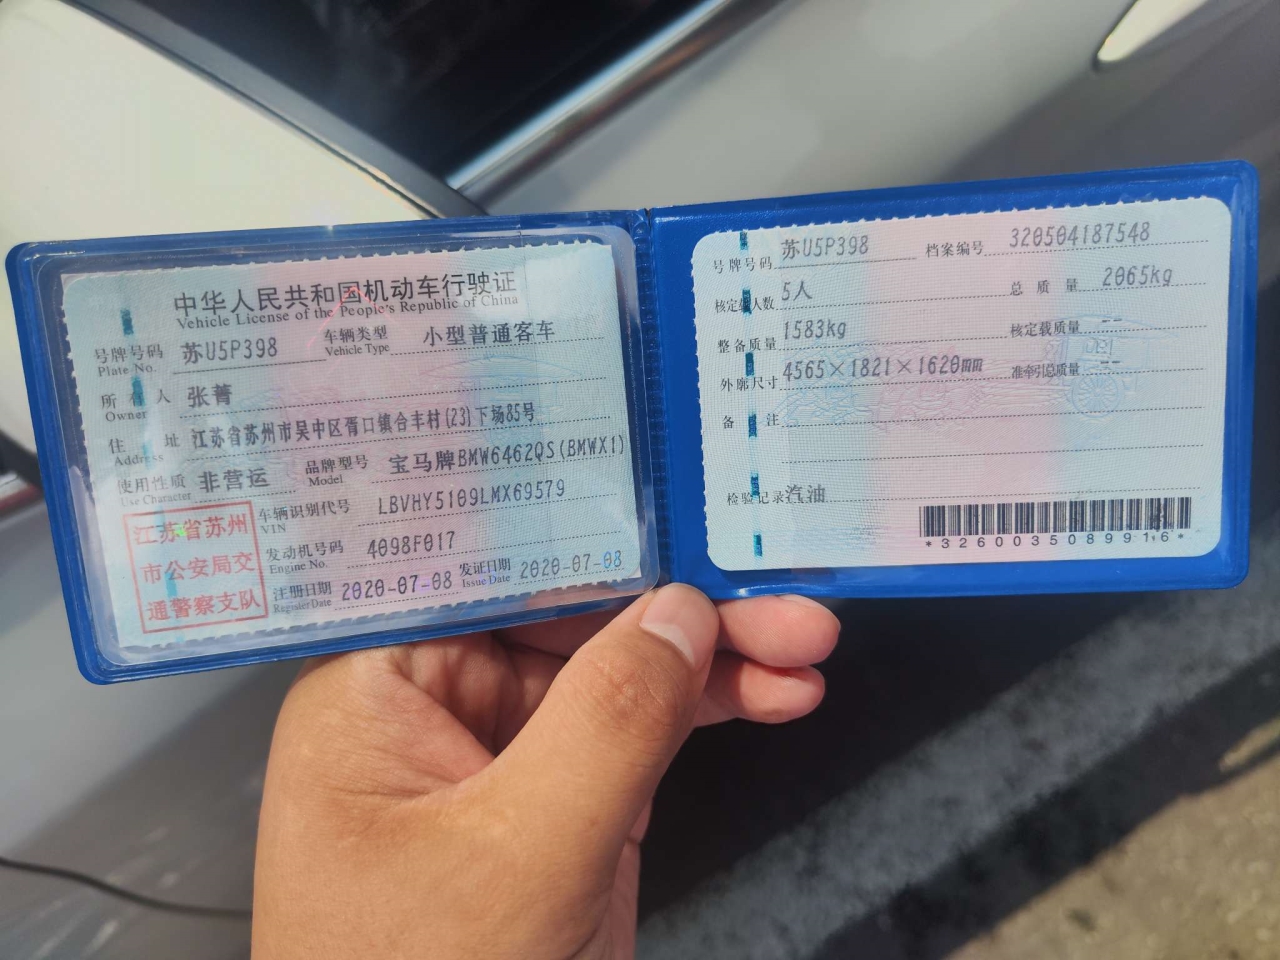 中华人民共和国机动车行驶证
Vehicle License of the People's Republic of China
号牌号码 苏U5P398 车辆类型 小型普通客车
Plate No. Vehicle Type
所有人 张菁
Owner
住址 江苏省苏州市吴中区胥口镇合丰村(23)下场85号
Address
使用性质 非营运 品牌型号 宝马牌BMW6462QS(BMWX1)
Use Character Model
江苏省苏州
市公安局交
通警察支队
车辆识别代号 LBVHY5109LMX69579
VIN
发动机号码 4098F017
Engine No.
注册日期 2020-07-08 发证日期 2020-07-08
Register Date Issue Date
号牌号码 苏U5P398 档案编号 320504187548
核定载人数 5人 总质量 2065kg
整备质量 1583kg 核定载质量 --
外廓尺寸 4565×1821×1620mm 准牵引总质量 --
备注
检验记录 汽油
*3260035089916*